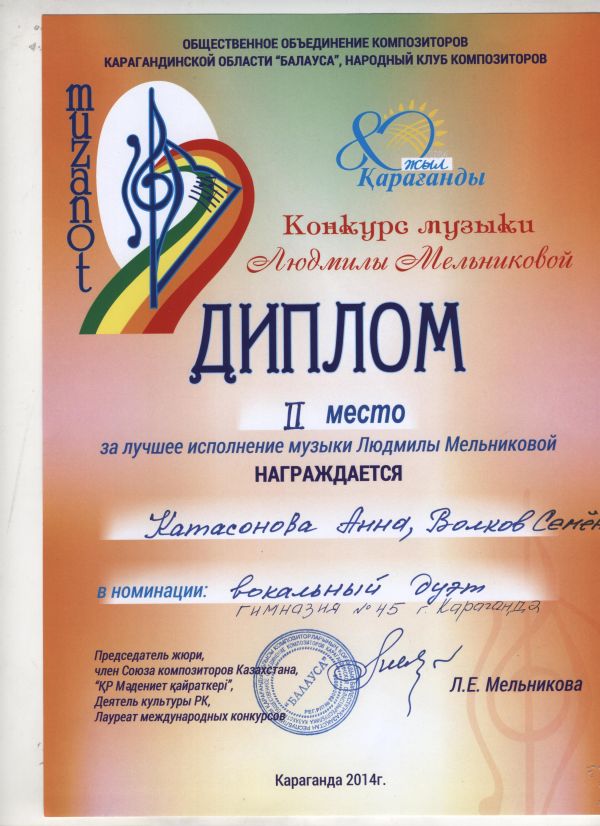 ОБЩЕСТВЕННОЕ ОБЪЕДИНЕНИЕ КОМПОЗИТОРОВ
КАРАГАНДИНСКОЙ ОБЛАСТИ "БАЛАУСА", НАРОДНЫЙ КЛУБ КОМПОЗИТОРОВ
muzanot
80 жыл
Қарағанды
Конкурс музыки
Людмилы Мельниковой
ДИПЛОМ
II место
за лучшее исполнение музыки Людмилы Мельниковой
НАГРАЖДАЕТСЯ
Катасонова Анна, Волков Семён
в номинации: вокальный дуэт
гимназия №45 г. Караганда
Председатель жюри,
член Союза композиторов Казахстана,
"ҚР Мәдениет қайраткері",
Деятель культуры РК,
Лауреат международных конкурсов
"БАЛАУСА"
Л.Е. Мельникова
Караганда 2014г.